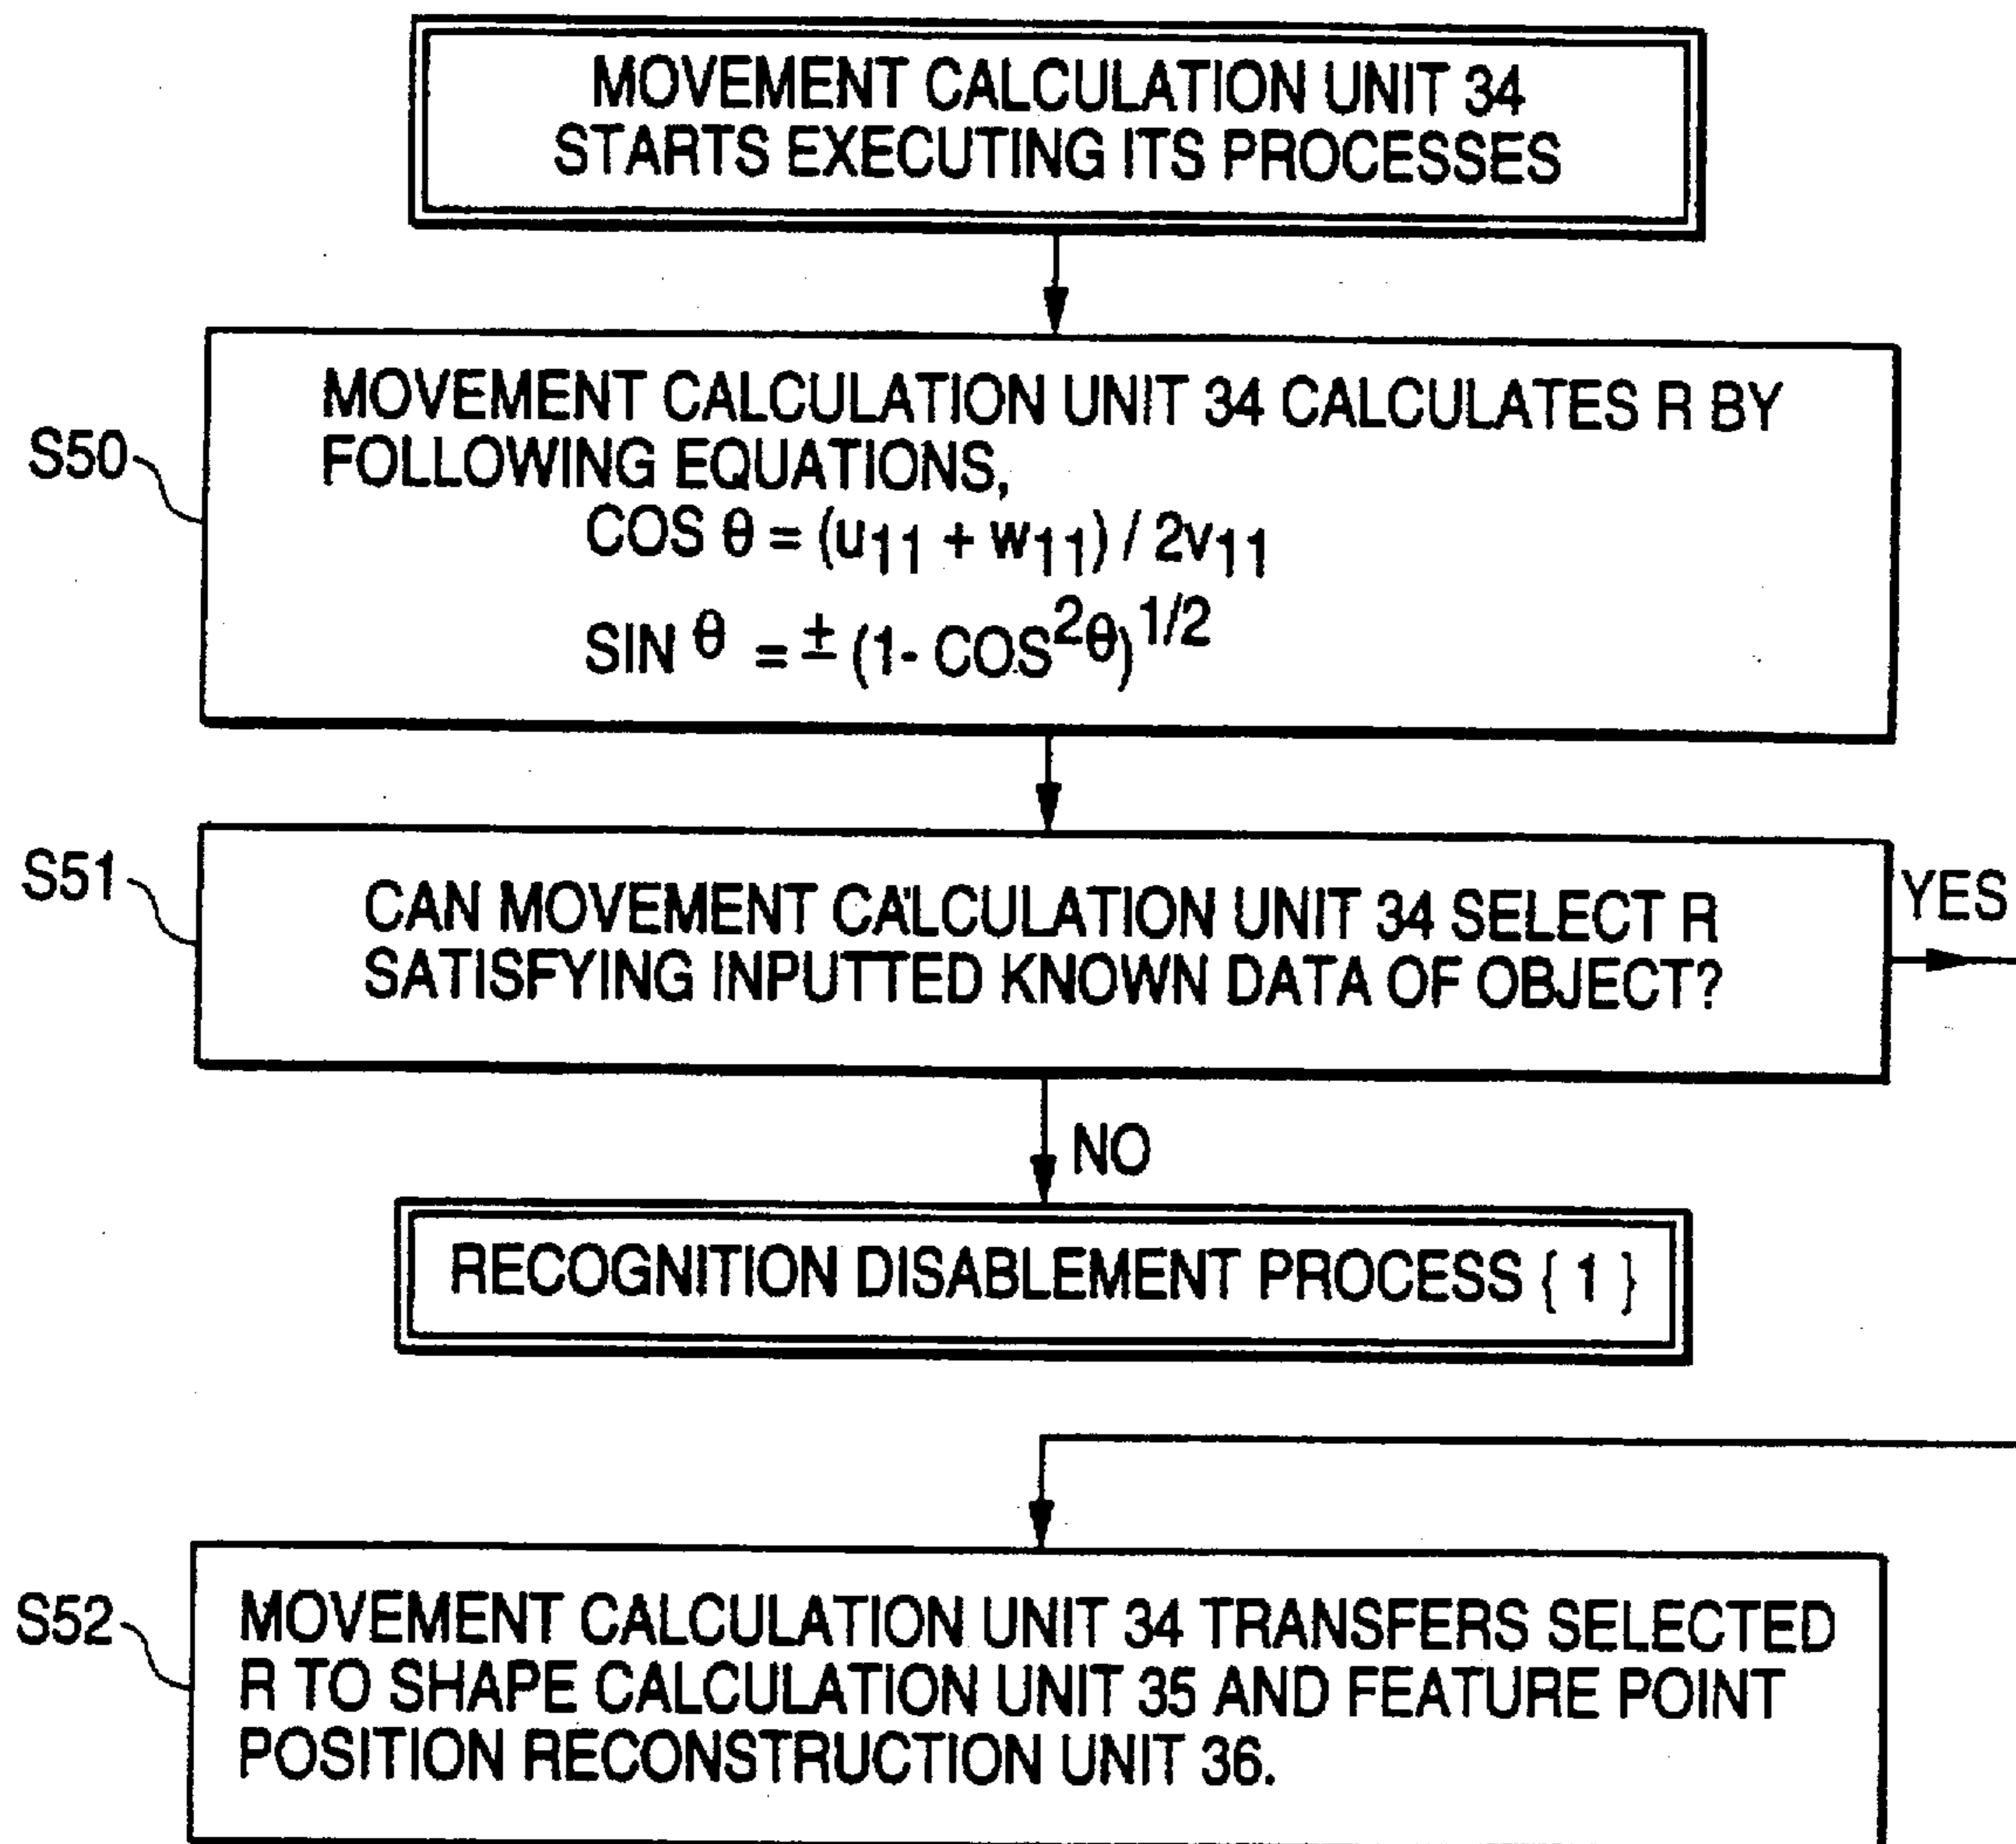 MOVEMENT CALCULATION UNIT 34
STARTS EXECUTING ITS PROCESSES
S50
MOVEMENT CALCULATION UNIT 34 CALCULATES R BY
FOLLOWING EQUATIONS,
COS θ = (u11 + w11) / 2v11
SIN θ = ± (1- COS²θ)^1/2
S51
CAN MOVEMENT CALCULATION UNIT 34 SELECT R
SATISFYING INPUTTED KNOWN DATA OF OBJECT?
YES
NO
RECOGNITION DISABLEMENT PROCESS { 1 }
S52
MOVEMENT CALCULATION UNIT 34 TRANSFERS SELECTED
R TO SHAPE CALCULATION UNIT 35 AND FEATURE POINT
POSITION RECONSTRUCTION UNIT 36.